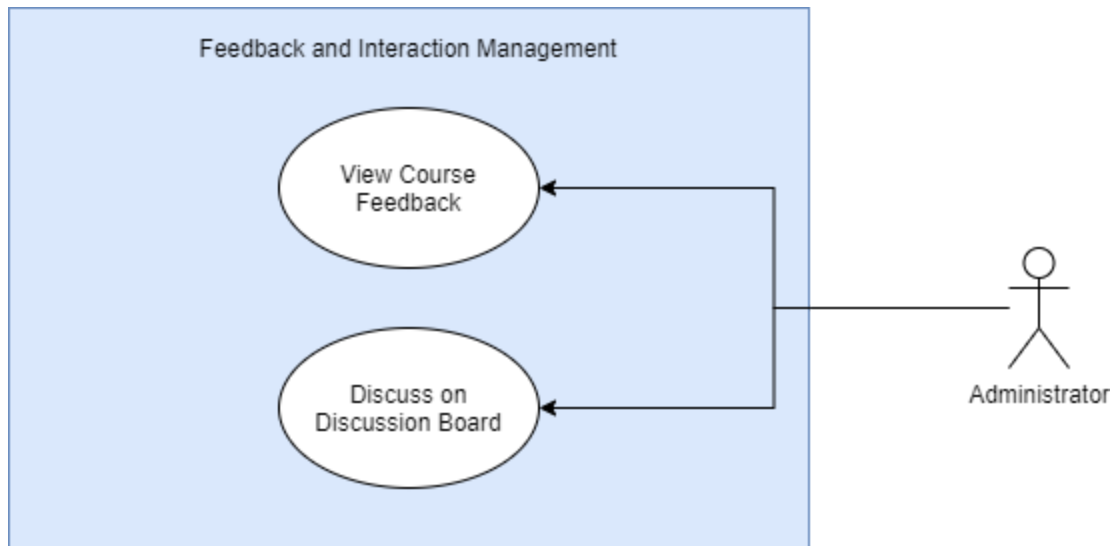 Feedback and Interaction Management
View Course
Feedback
Discuss on
Discussion Board
Administrator